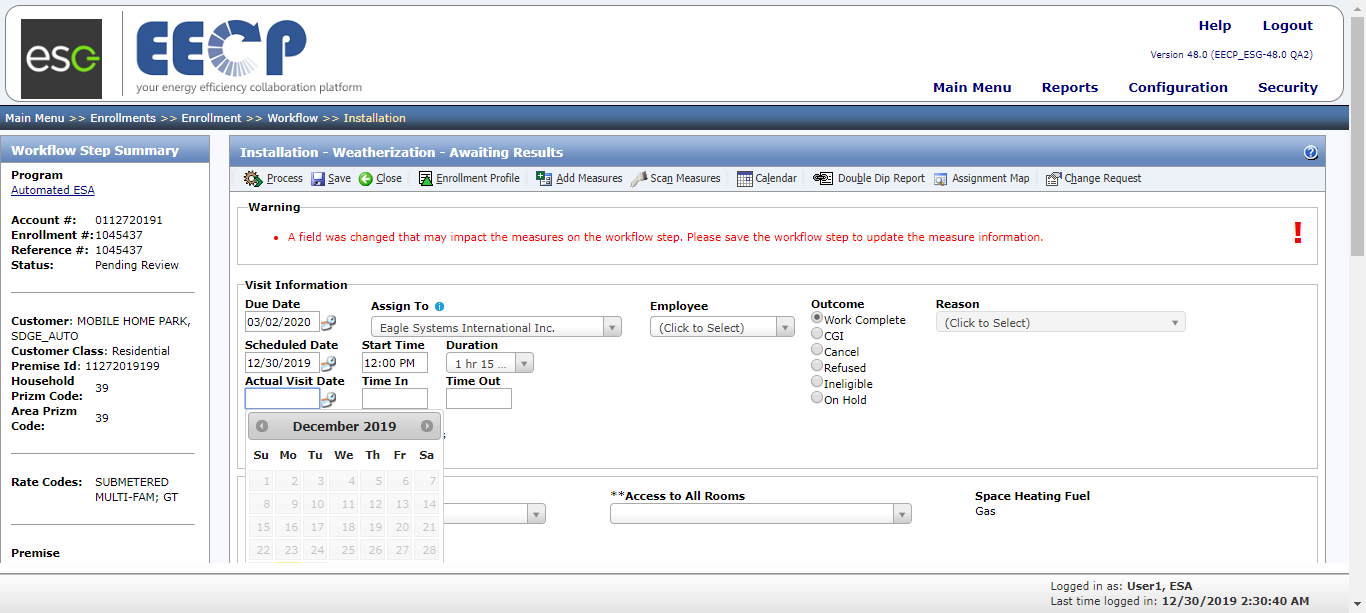 esc
EECP
your energy efficiency collaboration platform
Help Logout
Version 48.0 (EECP_ESG-48.0 QA2)
Main Menu Reports Configuration Security
Main Menu >> Enrollments >> Enrollment >> Workflow >> Installation
Workflow Step Summary
Program
Automated ESA
Account #: 0112720191
Enrollment #: 1045437
Reference #: 1045437
Status: Pending Review
Customer: MOBILE HOME PARK,
SDGE_AUTO
Customer Class: Residential
Premise Id: 11272019199
Household
Prizm Code: 39
Area Prizm
Code: 39
Rate Codes: SUBMETERED
MULTI-FAM; GT
Premise
Installation - Weatherization - Awaiting Results
Process Save Close Enrollment Profile Add Measures Scan Measures Calendar Double Dip Report Assignment Map Change Request
Warning
• A field was changed that may impact the measures on the workflow step. Please save the workflow step to update the measure information.
!
Visit Information
Due Date Assign To Employee Outcome Reason
03/02/2020 Eagle Systems International Inc. (Click to Select) Work Complete (Click to Select)
CGI
Scheduled Date Start Time Duration
Cancel
12/30/2019 12:00 PM 1 hr 15 ...
Refused
Actual Visit Date Time In Time Out
Ineligible
On Hold
December 2019
Su Mo Tu We Th Fr Sa
1 2 3 4 5 6 7
8 9 10 11 12 13 14
15 16 17 18 19 20 21
22 23 24 25 26 27 28
**Access to All Rooms
Space Heating Fuel
Gas
Logged in as: User1, ESA
Last time logged in: 12/30/2019 2:30:40 AM